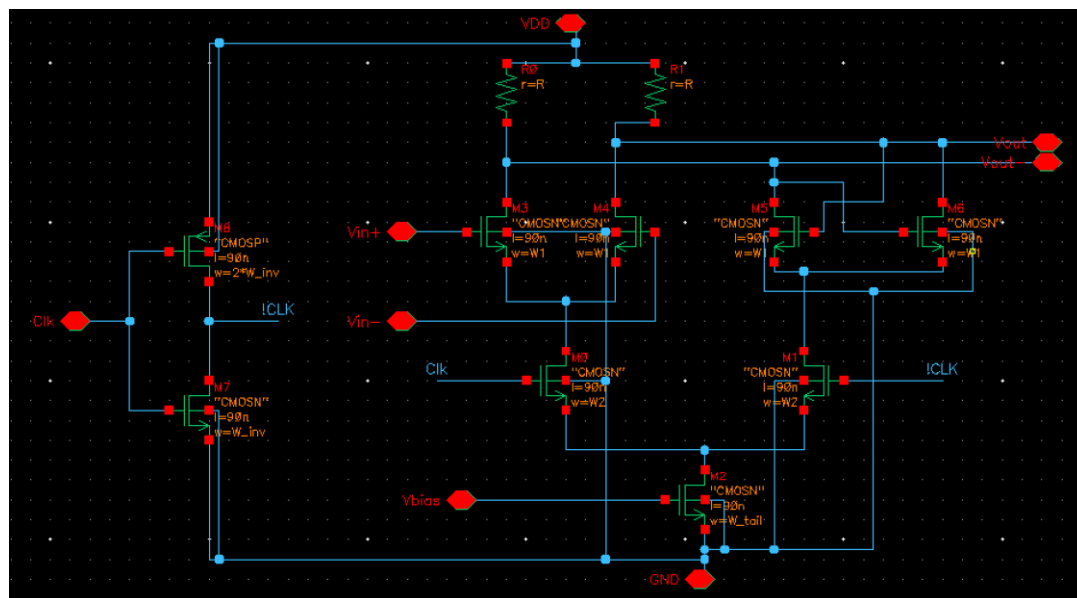 VDD
R0
r=R
R1
r=R
Vout
Vout-
M8
"CMOSP"
l=90n
w=2*W_inv
Clk
!CLK
M7
"CMOSN"
l=90n
w=W_inv
Vin+
M3
"CMOSN"
l=90n
w=W1
M4
"CMOSN"
l=90n
w=W1
M5
"CMOSN"
l=90n
w=W1
M6
"CMOSN"
l=90n
w=W1
Vin-
Clk
M0
"CMOSN"
l=90n
w=W2
M1
"CMOSN"
l=90n
w=W2
!CLK
Vbias
M2
"CMOSN"
l=90n
w=W_tail
GND